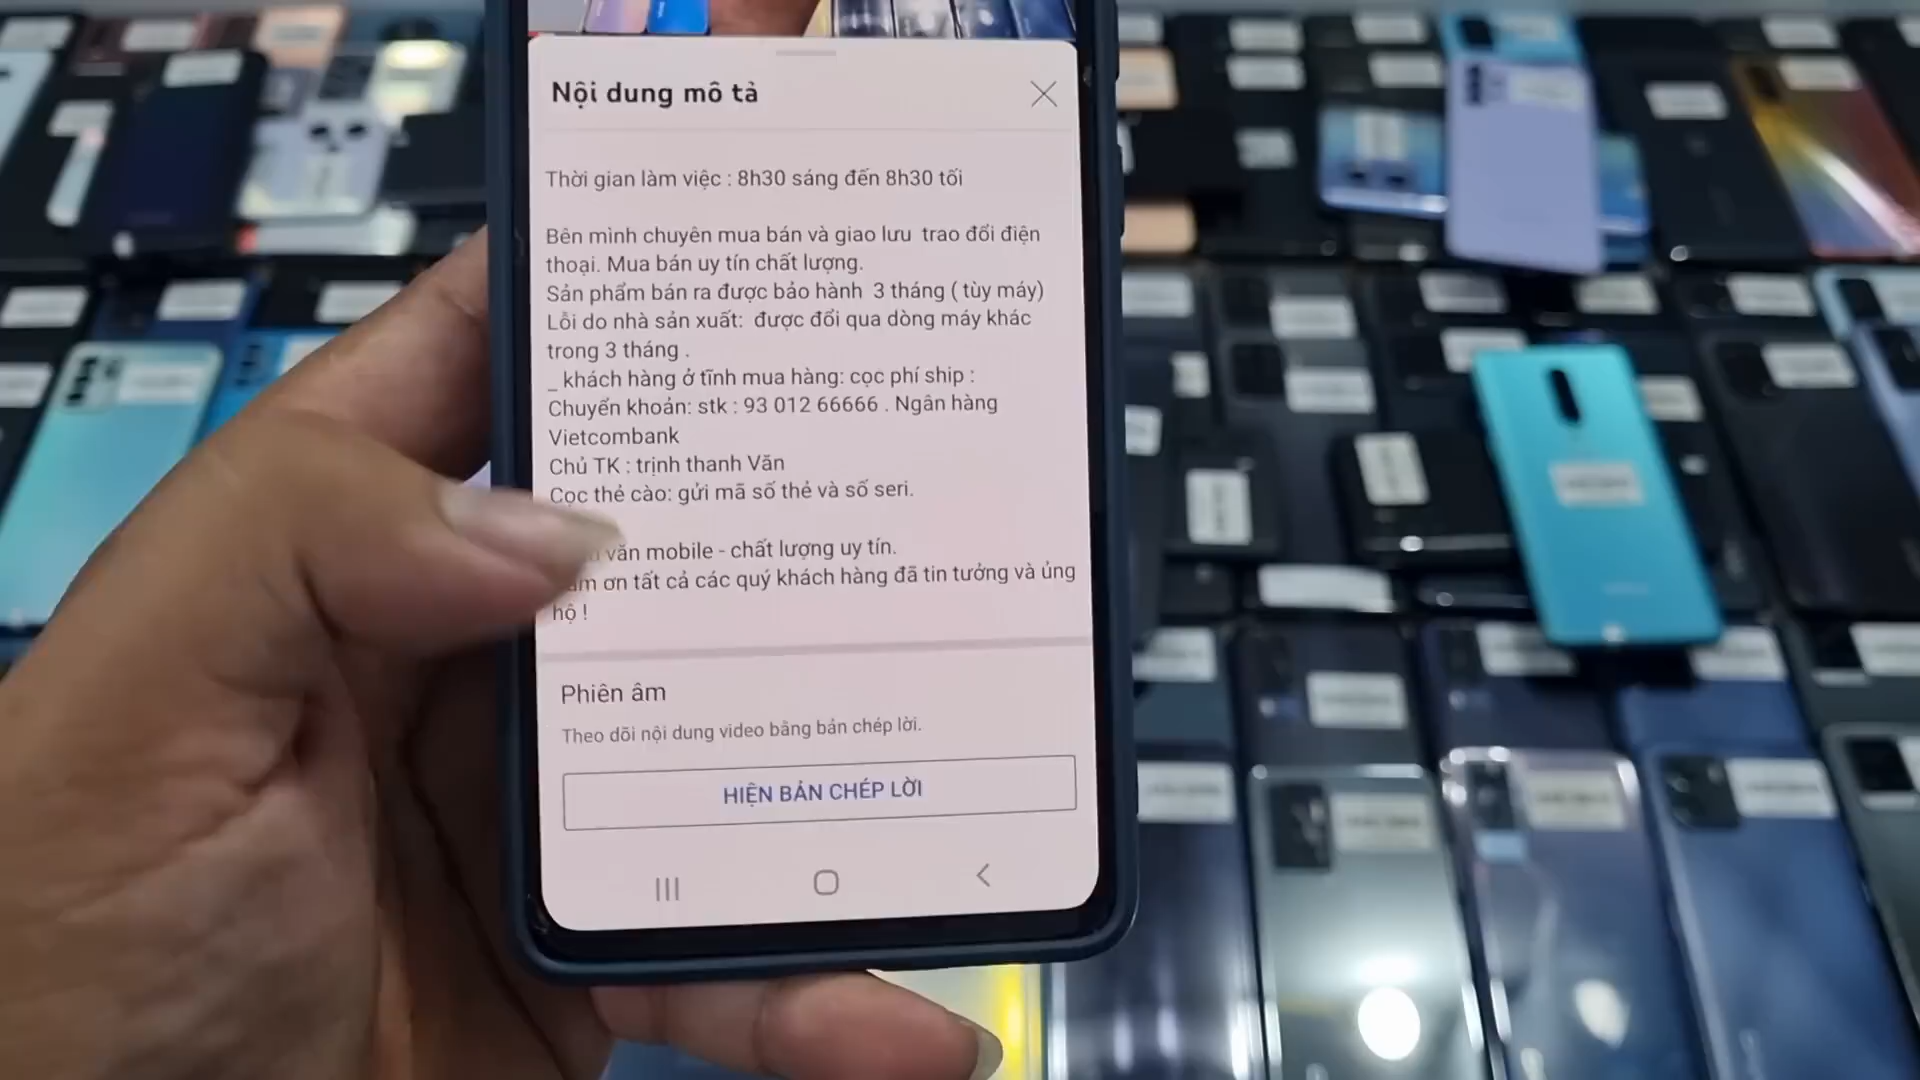 Nội dung mô tả
Thời gian làm việc : 8h30 sáng đến 8h30 tối
Bên mình chuyên mua bán và giao lưu trao đổi điện
thoại. Mua bán uy tín chất lượng.
Sản phẩm bán ra được bảo hành 3 tháng ( tùy máy)
Lỗi do nhà sản xuất: được đổi qua dòng máy khác
trong 3 tháng .
_ khách hàng ở tĩnh mua hàng: cọc phí ship :
Chuyển khoản: stk : 93 012 66666 . Ngân hàng
Vietcombank
Chủ TK : trịnh thanh Văn
Cọc thẻ cào: gửi mã số thẻ và số seri.
văn mobile - chất lượng uy tín.
ơn tất cả các quý khách hàng đã tin tưởng và ủng
hộ !
Phiên âm
Theo dõi nội dung video bằng bản chép lời.
HIỆN BẢN CHÉP LỜI